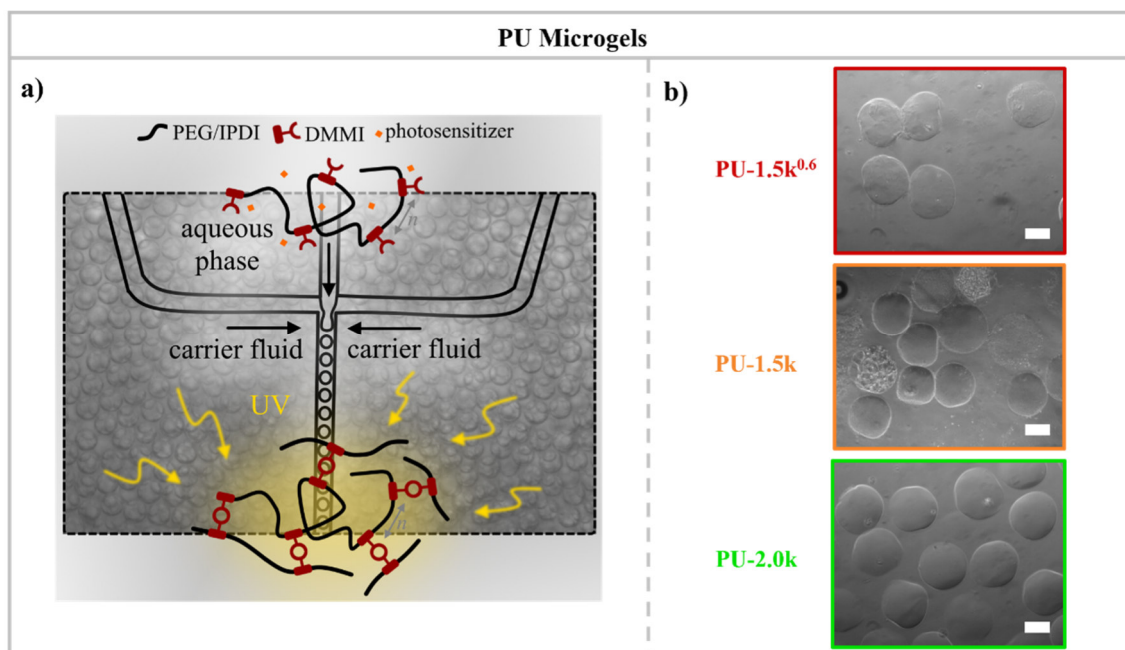 PU Microgels
a)
PEG/IPDI DMMI photosensitizer
n
aqueous
phase
carrier fluid carrier fluid
UV
n
b)
PU-1.5k0.6
PU-1.5k
PU-2.0k